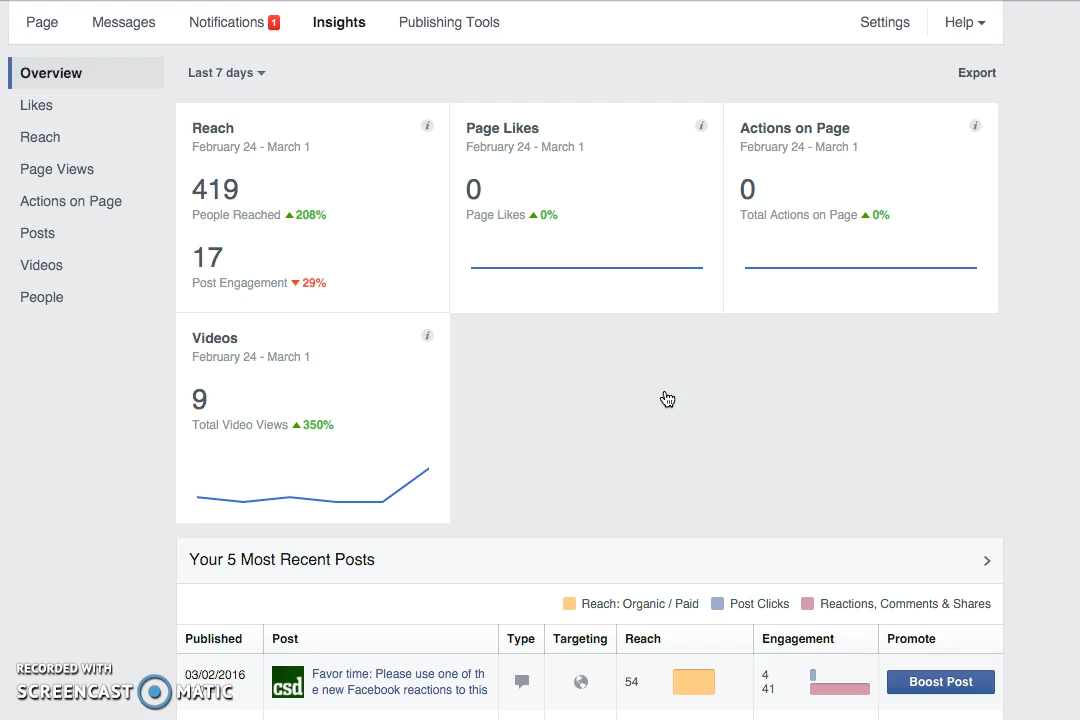 Page Messages Notifications 1 Insights Publishing Tools Settings Help
Overview
Likes
Reach
Page Views
Actions on Page
Posts
Videos
People
Last 7 days Export
Reach i
February 24 - March 1
419
People Reached 208%
17
Post Engagement 29%
Page Likes i
February 24 - March 1
0
Page Likes 0%
Actions on Page i
February 24 - March 1
0
Total Actions on Page 0%
Videos i
February 24 - March 1
9
Total Video Views 350%
Your 5 Most Recent Posts
Reach: Organic / Paid Post Clicks Reactions, Comments & Shares
Published Post Type Targeting Reach Engagement Promote
03/02/2016
csd
Favor time: Please use one of th
e new Facebook reactions to this
54
4
41
Boost Post
RECORDED WITH
SCREENCAST MATIC